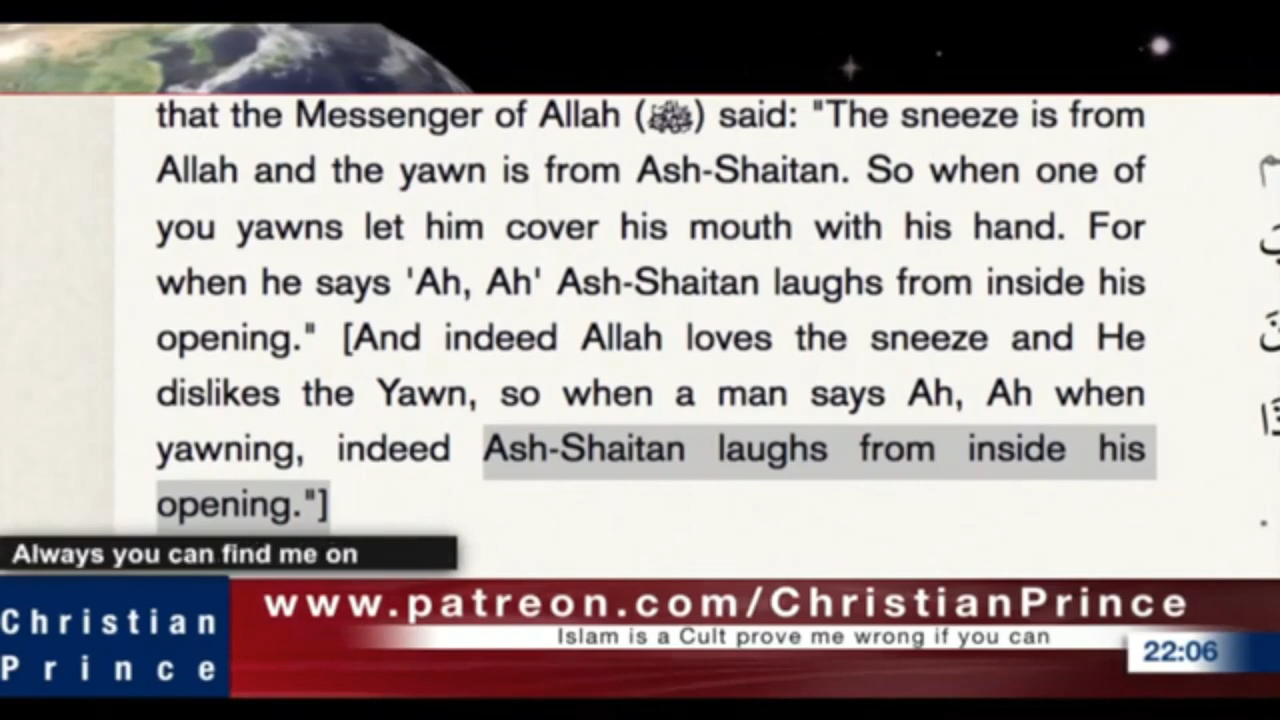 that the Messenger of Allah (ﷺ) said: "The sneeze is from
Allah and the yawn is from Ash-Shaitan. So when one of
you yawns let him cover his mouth with his hand. For
when he says 'Ah, Ah' Ash-Shaitan laughs from inside his
opening." [And indeed Allah loves the sneeze and He
dislikes the Yawn, so when a man says Ah, Ah when
yawning, indeed Ash-Shaitan laughs from inside his
opening."]
Always you can find me on
Christian
Prince
www.patreon.com/ChristianPrince
Islam is a Cult prove me wrong if you can
22:06